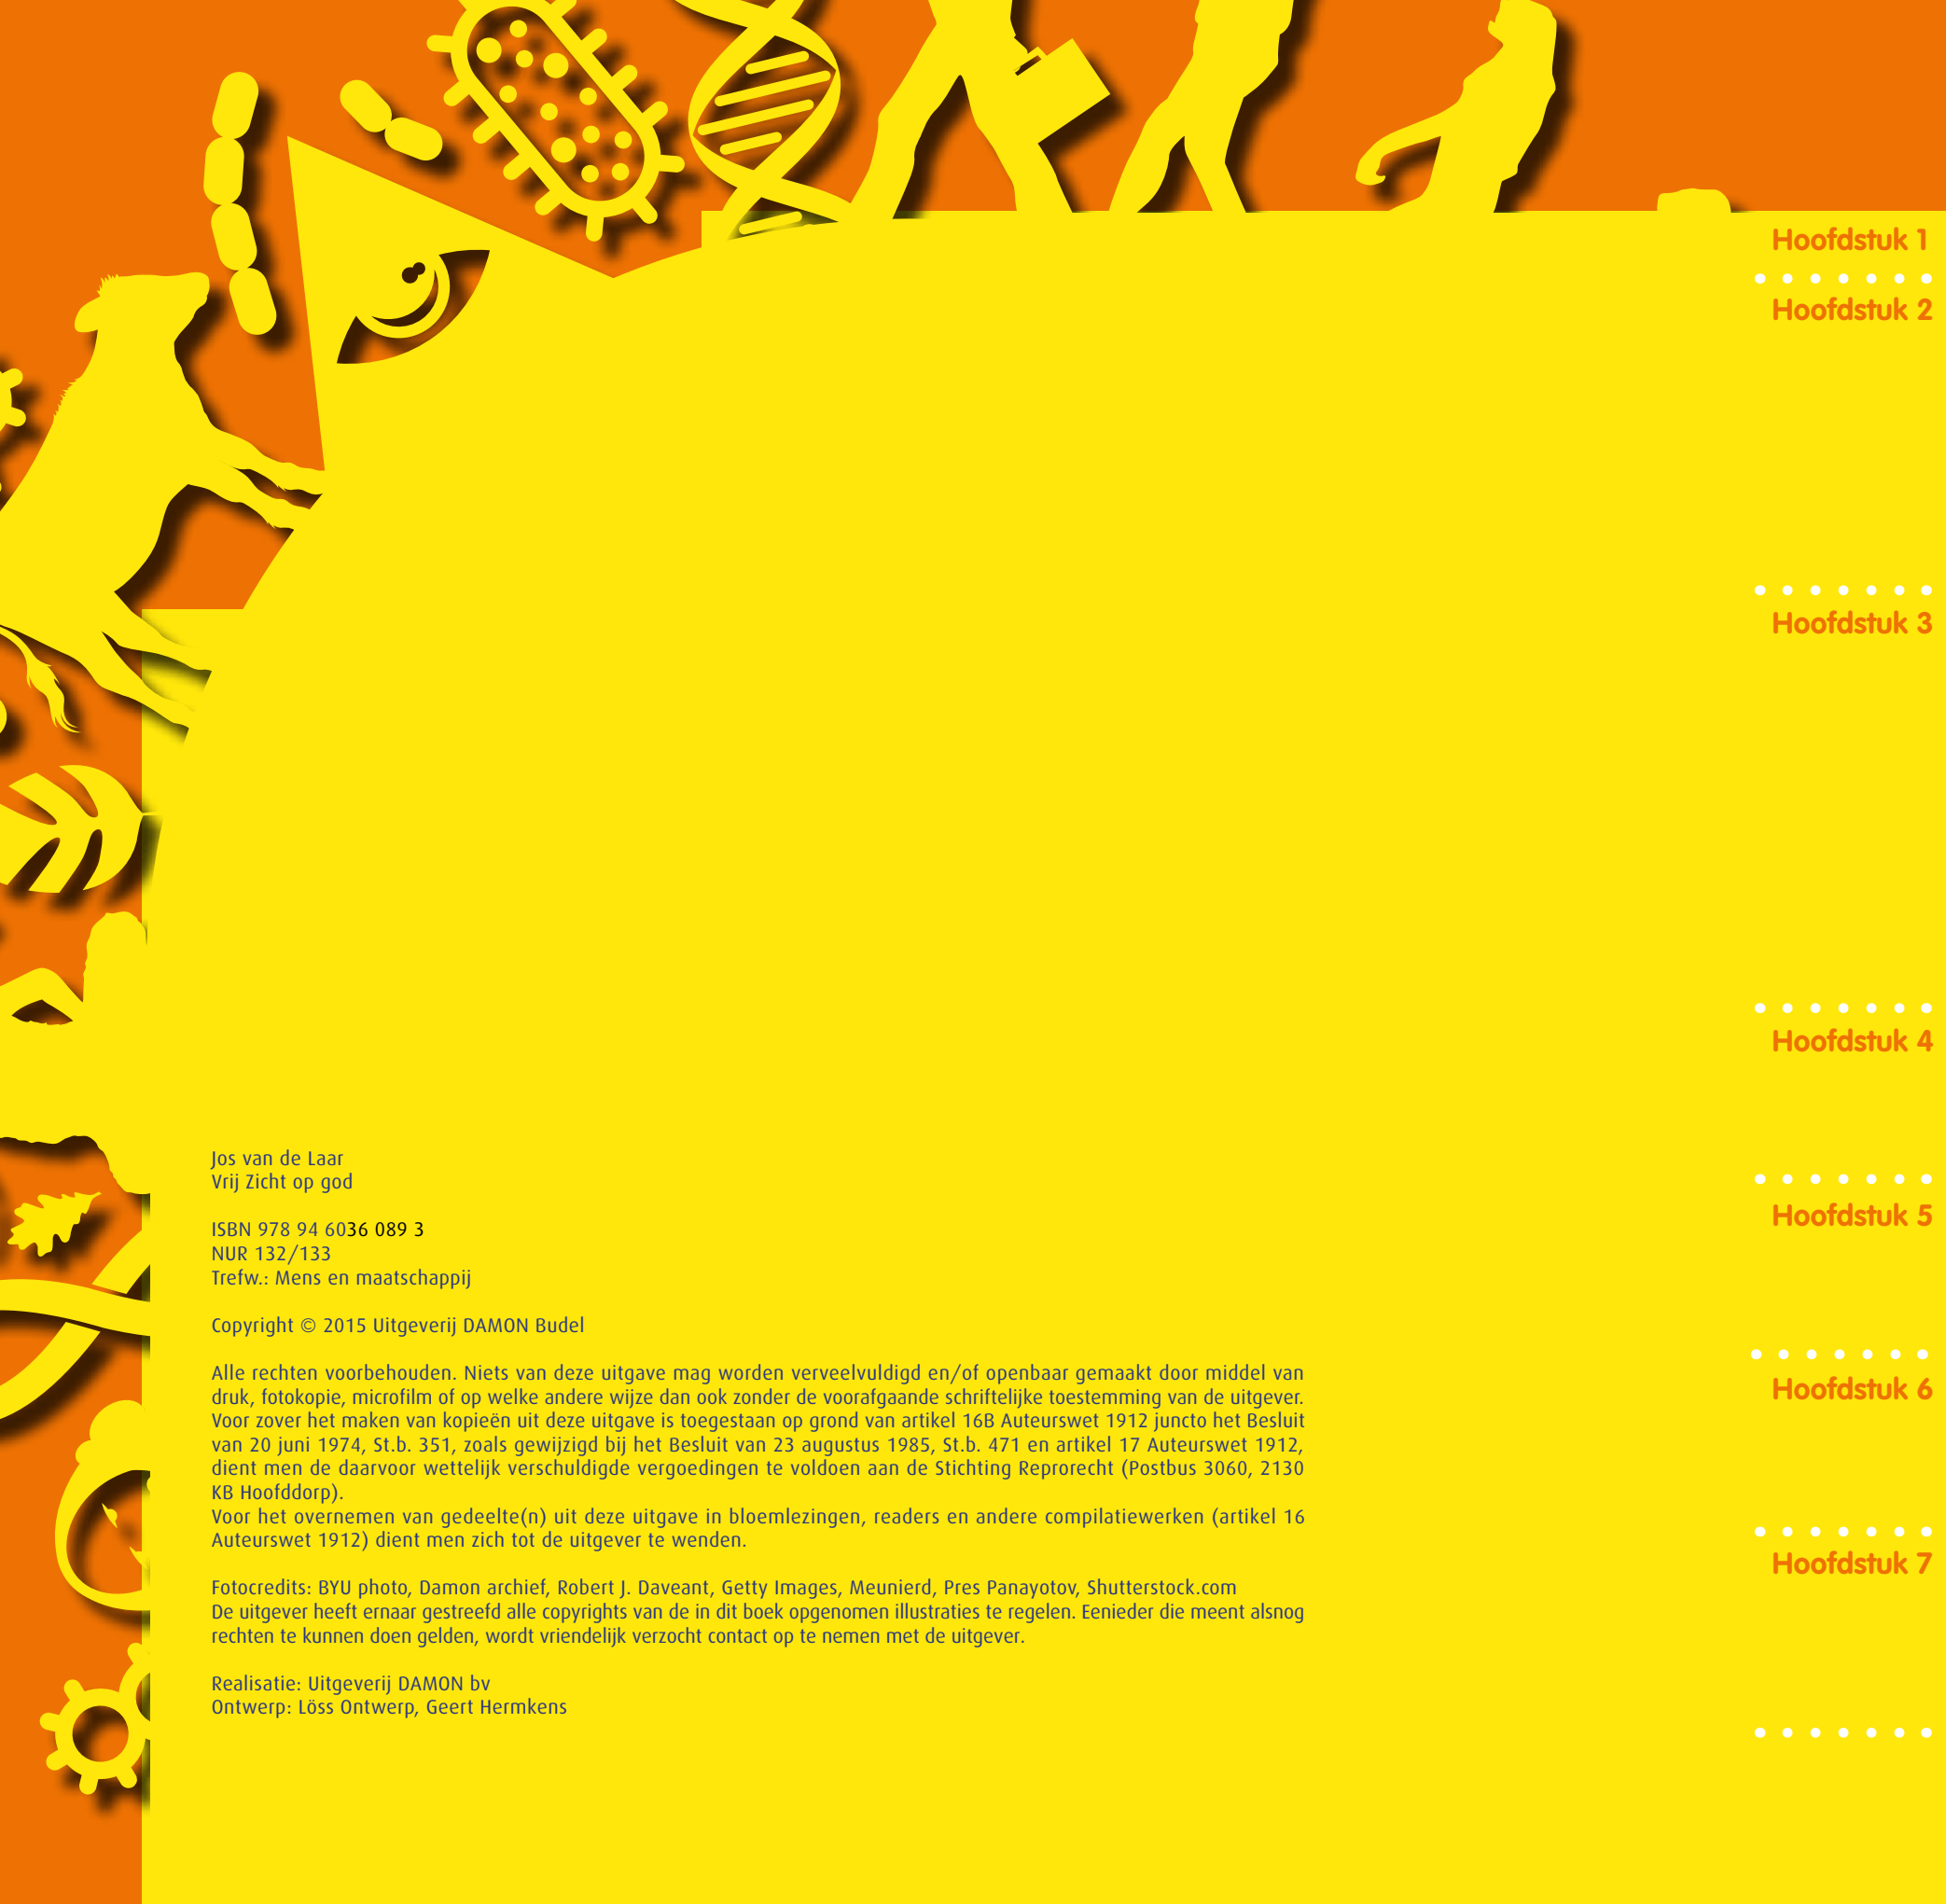 Hoofdstuk 1
Hoofdstuk 2
Hoofdstuk 3
Hoofdstuk 4
Jos van de Laar
Vrij Zicht op god
ISBN 978 94 6036 089 3
NUR 132/133
Trefw.: Mens en maatschappij
Copyright © 2015 Uitgeverij DAMON Budel
Alle rechten voorbehouden. Niets van deze uitgave mag worden verveelvuldigd en/of openbaar gemaakt door middel van
druk, fotokopie, microfilm of op welke andere wijze dan ook zonder de voorafgaande schriftelijke toestemming van de uitgever.
Voor zover het maken van kopieën uit deze uitgave is toegestaan op grond van artikel 16B Auteurswet 1912 juncto het Besluit
van 20 juni 1974, St.b. 351, zoals gewijzigd bij het Besluit van 23 augustus 1985, St.b. 471 en artikel 17 Auteurswet 1912,
dient men de daarvoor wettelijk verschuldigde vergoedingen te voldoen aan de Stichting Reprorecht (Postbus 3060, 2130
KB Hoofddorp).
Voor het overnemen van gedeelte(n) uit deze uitgave in bloemlezingen, readers en andere compilatiewerken (artikel 16
Auteurswet 1912) dient men zich tot de uitgever te wenden.
Fotocredits: BYU photo, Damon archief, Robert J. Daveant, Getty Images, Meunierd, Pres Panayotov, Shutterstock.com
De uitgever heeft ernaar gestreefd alle copyrights van de in dit boek opgenomen illustraties te regelen. Eenieder die meent alsnog
rechten te kunnen doen gelden, wordt vriendelijk verzocht contact op te nemen met de uitgever.
Realisatie: Uitgeverij DAMON bv
Ontwerp: Löss Ontwerp, Geert Hermkens
Hoofdstuk 5
Hoofdstuk 6
Hoofdstuk 7